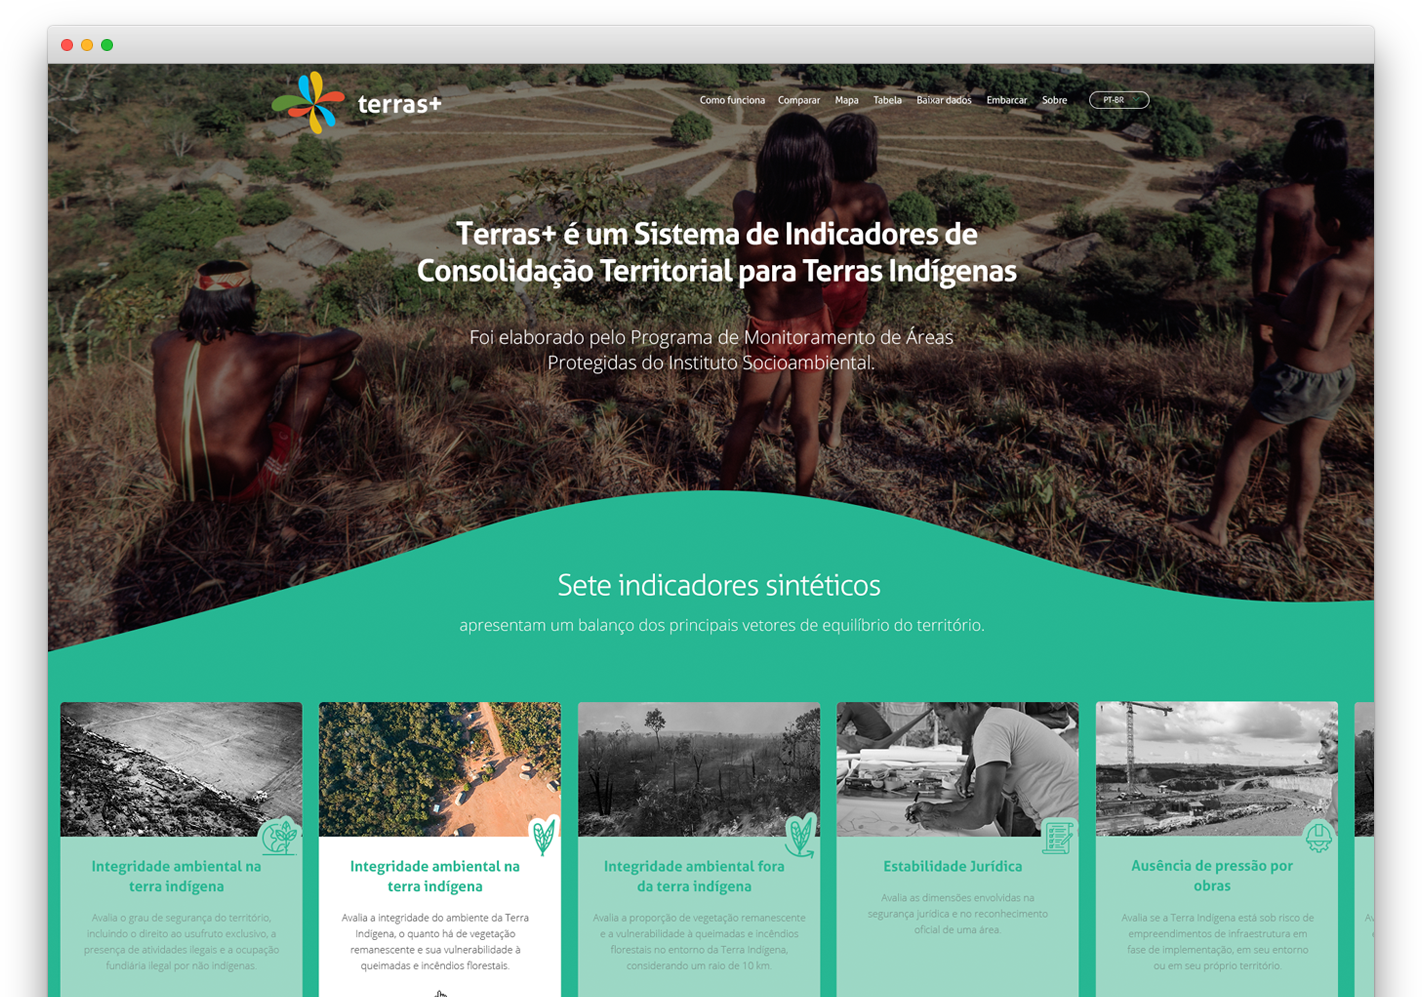 terras+
Como funciona Comparar Mapa Tabela Baixar dados Embarcar Sobre PT-BR
Terras+ é um Sistema de Indicadores de
Consolidação Territorial para Terras Indígenas
Foi elaborado pelo Programa de Monitoramento de Áreas
Protegidas do Instituto Socioambiental.
Sete indicadores sintéticos
apresentam um balanço dos principais vetores de equilíbrio do território.
Integridade ambiental na
terra indígena
Avalia o grau de segurança do território,
incluindo o direito ao usufruto exclusivo, a
presença de atividades ilegais e a ocupação
fundiária ilegal por não indígenas.
Integridade ambiental na
terra indígena
Avalia a integridade do ambiente da Terra
Indígena, o quanto há de vegetação
remanescente e sua vulnerabilidade à
queimadas e incêndios florestais.
Integridade ambiental fora
da terra indígena
Avalia a proporção de vegetação remanescente
e a vulnerabilidade à queimadas e incêndios
florestais no entorno da Terra Indígena,
considerando um raio de 10 km.
Estabilidade Jurídica
Avalia as dimensões envolvidas na
segurança jurídica e no reconhecimento
oficial de uma área.
Ausência de pressão por
obras
Avalia se a Terra Indígena está sob risco de
empreendimentos de infraestrutura em
fase de implementação, em seu entorno
ou em seu próprio território.